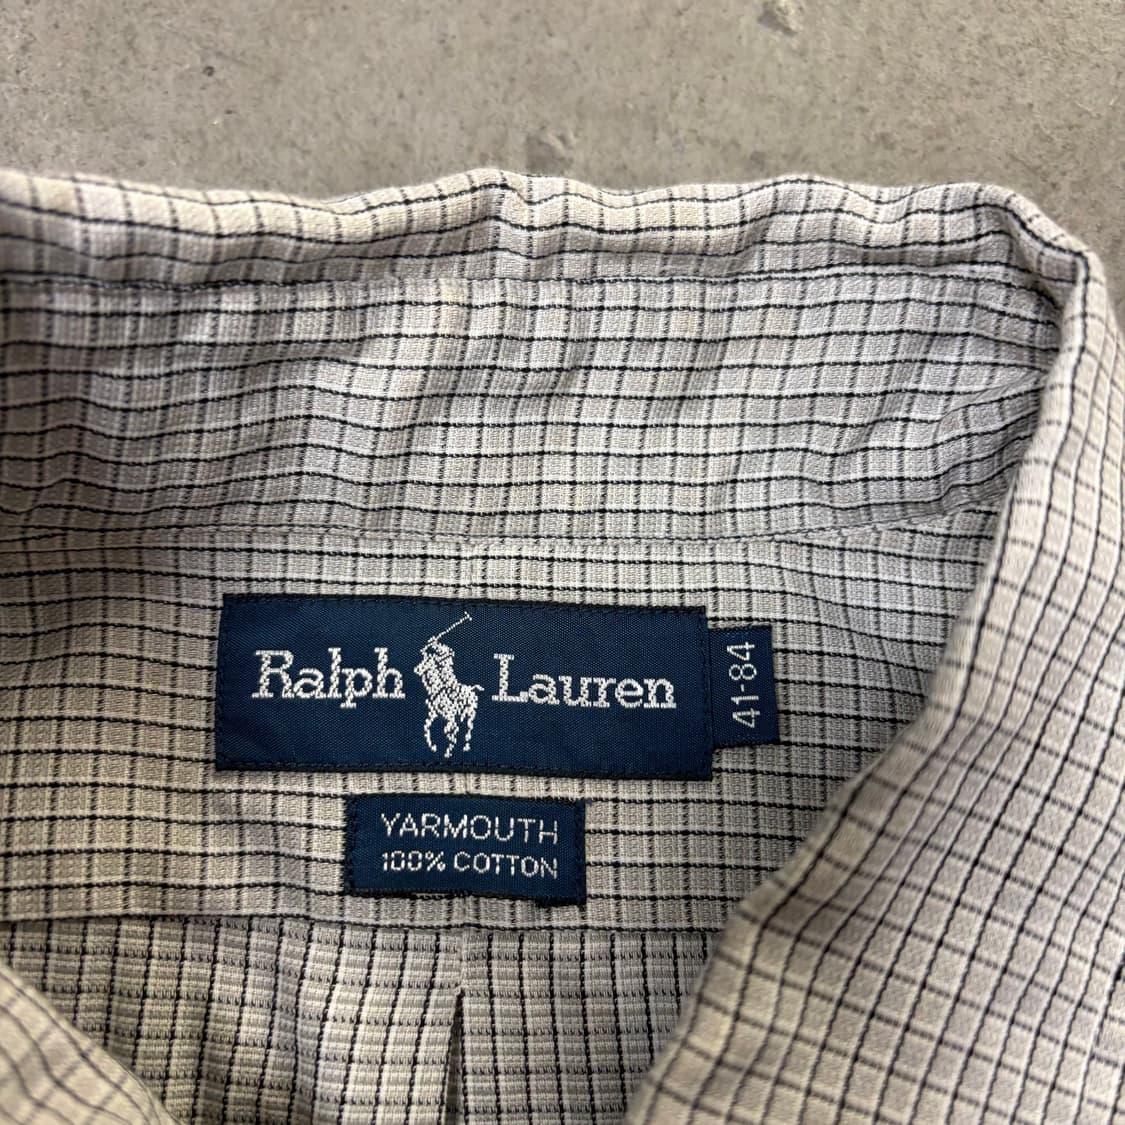 Ralph Lauren
41-84
YARMOUTH
100% COTTON